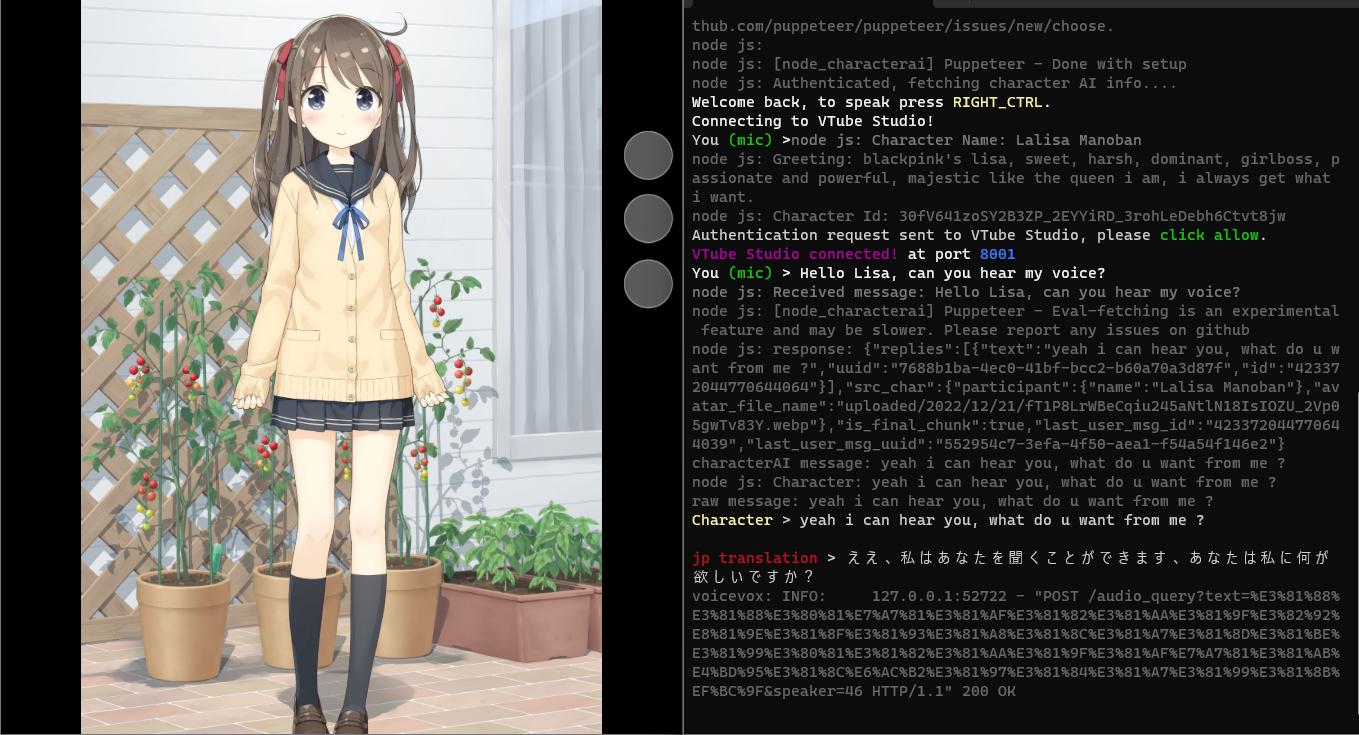 thub.com/puppeteer/puppeteer/issues/new/choose.
node js:
node js: [node_characterai] Puppeteer - Done with setup
node js: Authenticated, fetching character AI info....
Welcome back, to speak press RIGHT_CTRL.
Connecting to VTube Studio!
You (mic) >node js: Character Name: Lalisa Manoban
node js: Greeting: blackpink's lisa, sweet, harsh, dominant, girlboss, p
assionate and powerful, majestic like the queen i am, i always get what
i want.
node js: Character Id: 30fV641zoSY2B3ZP_2EYYiRD_3rohLeDebh6Ctvt8jw
Authentication request sent to VTube Studio, please click allow.
VTube Studio connected! at port 8001
You (mic) > Hello Lisa, can you hear my voice?
node js: Received message: Hello Lisa, can you hear my voice?
node js: [node_characterai] Puppeteer - Eval-fetching is an experimental
 feature and may be slower. Please report any issues on github
node js: response: {"replies":[{"text":"yeah i can hear you, what do u w
ant from me ?","uuid":"7688b1ba-4ec0-41bf-bcc2-b60a70a3d87f","id":"42337
2044770644064"}],"src_char":{"participant":{"name":"Lalisa Manoban"},"av
atar_file_name":"uploaded/2022/12/21/fT1P8LrWBeCqiu245aNtlN18IsIOZU_2Vp0
5gwTv83Y.webp"},"is_final_chunk":true,"last_user_msg_id":"42337204477064
4039","last_user_msg_uuid":"552954c7-3efa-4f50-aea1-f54a54f146e2"}
characterAI message: yeah i can hear you, what do u want from me ?
node js: Character: yeah i can hear you, what do u want from me ?
raw message: yeah i can hear you, what do u want from me ?
Character > yeah i can hear you, what do u want from me ?
jp translation > ええ、私はあなたを聞くことができます、あなたは私に何が
欲しいですか？
voicevox: INFO:     127.0.0.1:52722 - "POST /audio_query?text=%E3%81%88%
E3%81%88%E3%80%81%E7%A7%81%E3%81%AF%E3%81%82%E3%81%AA%E3%81%9F%E3%82%92%
E8%81%9E%E3%81%8F%E3%81%93%E3%81%A8%E3%81%8C%E3%81%A7%E3%81%8D%E3%81%BE%
E3%81%99%E3%80%81%E3%81%82%E3%81%AA%E3%81%9F%E3%81%AF%E7%A7%81%E3%81%AB%
E4%BD%95%E3%81%8C%E6%AC%B2%E3%81%97%E3%81%84%E3%81%A7%E3%81%99%E3%81%8B%
EF%BC%9F&speaker=46 HTTP/1.1" 200 OK